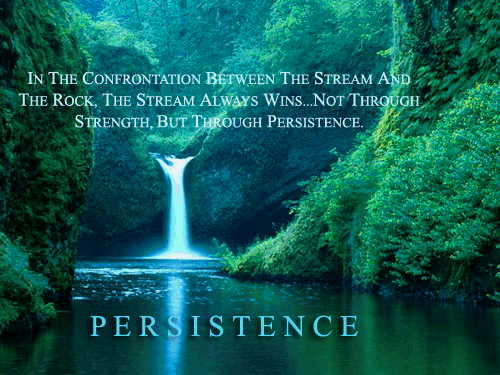 In The Confrontation Between The Stream And
The Rock, The Stream Always Wins...Not Through
Strength, But Through Persistence.
PERSISTENCE